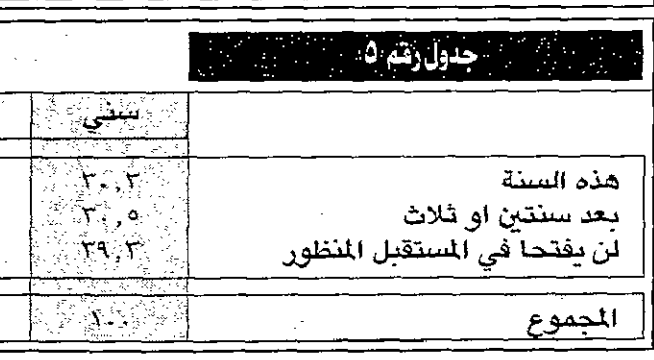 جدول رقم ٥
سني
هذه السنة ٣٠,٢
بعد سنتين او ثلاث ٣٠,٥
لن يفتحا في المستقبل المنظور ٣٩,٣
المجموع ١٠٠